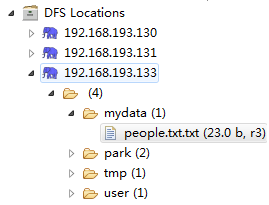 DFS Locations
192.168.193.130
192.168.193.131
192.168.193.133
(4)
mydata (1)
people.txt.txt (23.0 b, r3)
park (2)
tmp (1)
user (1)